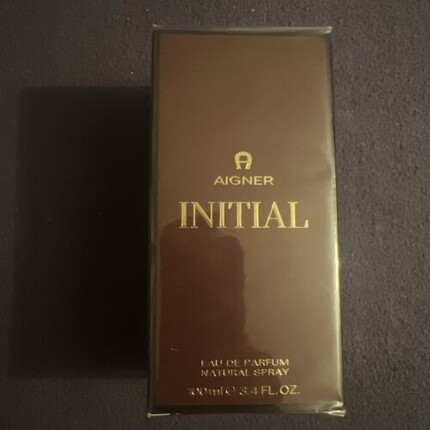 AIGNER
INITIAL
EAU DE PARFUM
NATURAL SPRAY
100ml ℮ 3.4 FL.OZ.